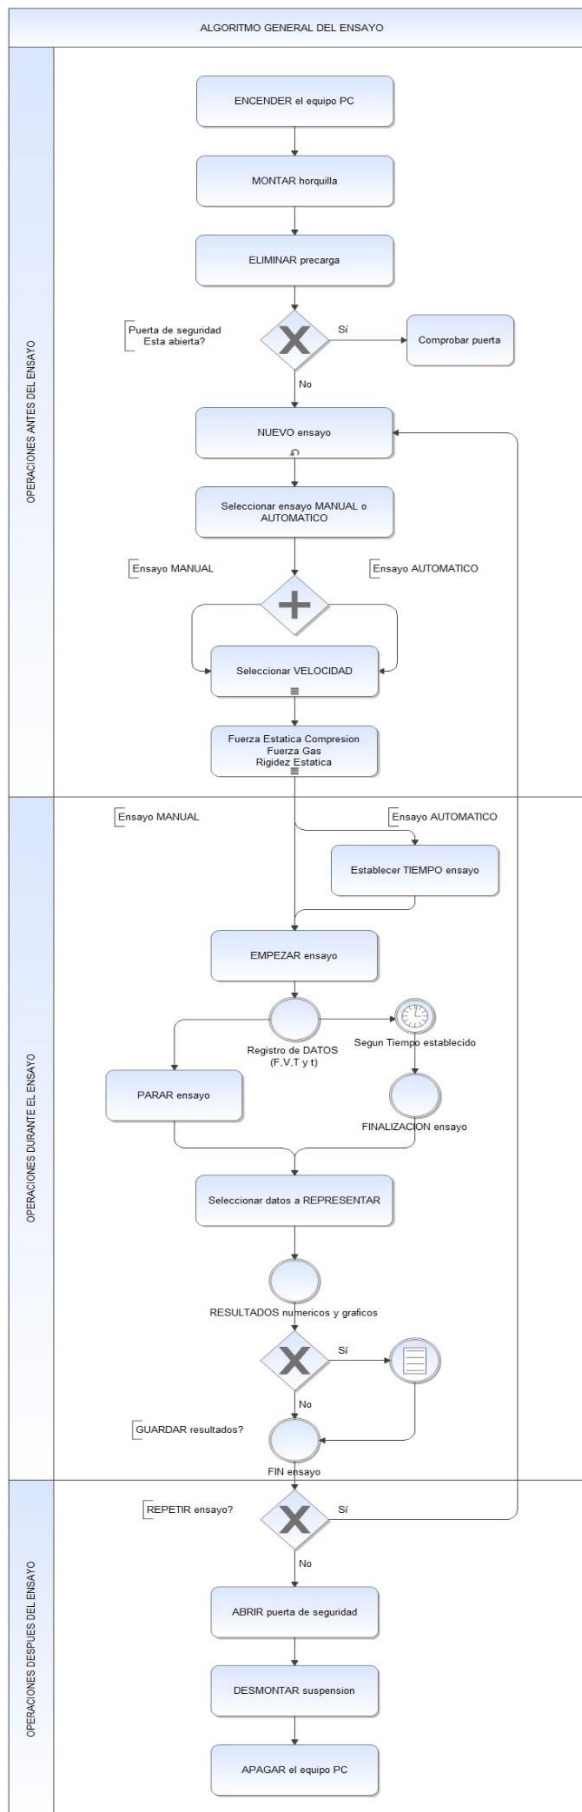 ALGORITMO GENERAL DEL ENSAYO
OPERACIONES ANTES DEL ENSAYO
ENCENDER el equipo PC
MONTAR horquilla
ELIMINAR precarga
Puerta de seguridad
Esta abierta?
Sí
Comprobar puerta
No
NUEVO ensayo
Seleccionar ensayo MANUAL o
AUTOMATICO
Ensayo MANUAL
Ensayo AUTOMATICO
Seleccionar VELOCIDAD
Fuerza Estatica Compresion
Fuerza Gas
Rigidez Estatica
OPERACIONES DURANTE EL ENSAYO
Ensayo MANUAL
Ensayo AUTOMATICO
Establecer TIEMPO ensayo
EMPEZAR ensayo
Registro de DATOS
(F,V,T y t)
Segun Tiempo establecido
PARAR ensayo
FINALIZACION ensayo
Seleccionar datos a REPRESENTAR
RESULTADOS numericos y graficos
Sí
No
GUARDAR resultados?
FIN ensayo
OPERACIONES DESPUES DEL ENSAYO
REPETIR ensayo?
Sí
No
ABRIR puerta de seguridad
DESMONTAR suspension
APAGAR el equipo PC